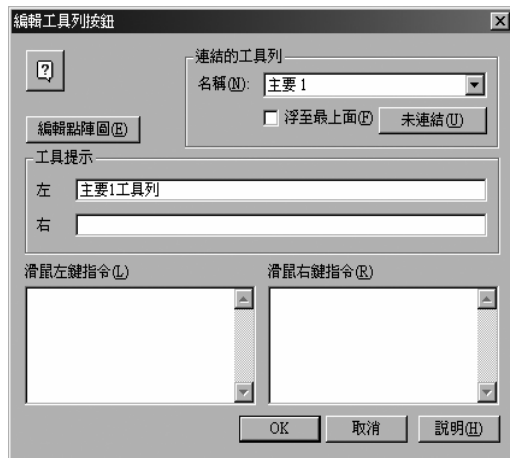 編輯工具列按鈕
連結的工具列
名稱(N): 主要 1
浮至最上面(F) 未連結(U)
編輯點陣圖(E)
工具提示
左 主要1工具列
右
滑鼠左鍵指令(L) 滑鼠右鍵指令(R)
OK 取消 說明(H)